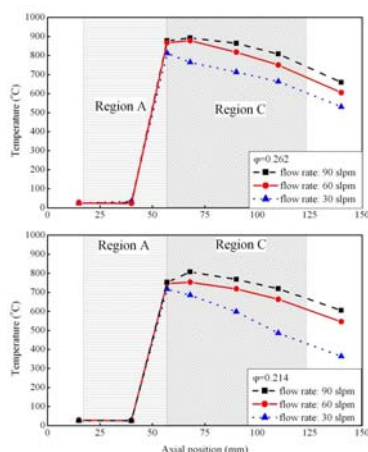 1000
900
800
700
600
500
400
300
200
100
0
Temperature (°C)
Region A
Region C
φ=0.262
flow rate: 90 slpm
flow rate: 60 slpm
flow rate: 30 slpm
0 25 50 75 100 125 150
1000
900
800
700
600
500
400
300
200
100
0
Temperature (°C)
Region A
Region C
φ=0.214
flow rate: 90 slpm
flow rate: 60 slpm
flow rate: 30 slpm
0 25 50 75 100 125 150
Axial position (mm)